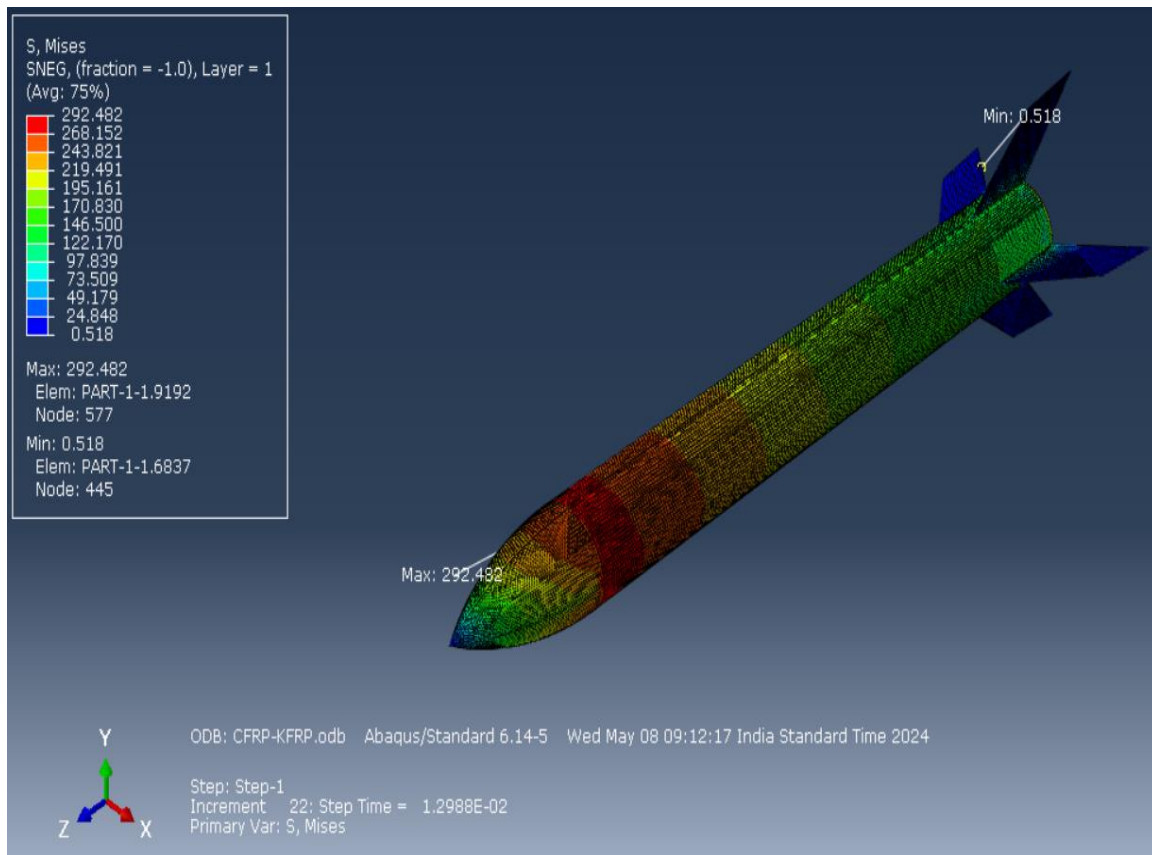 S, Mises
SNEG, (fraction = -1.0), Layer = 1
(Avg: 75%)
292.482
268.152
243.821
219.491
195.161
170.830
146.500
122.170
97.839
73.509
49.179
24.848
0.518
Max: 292.482
Elem: PART-1-1.9192
Node: 577
Min: 0.518
Elem: PART-1-1.6837
Node: 445
Min: 0.518
Max: 292.482
ODB: CFRP-KFRP.odb Abaqus/Standard 6.14-5 Wed May 08 09:12:17 India Standard Time 2024
Step: Step-1
Increment 22: Step Time = 1.2988E-02
Primary Var: S, Mises
Y
Z X